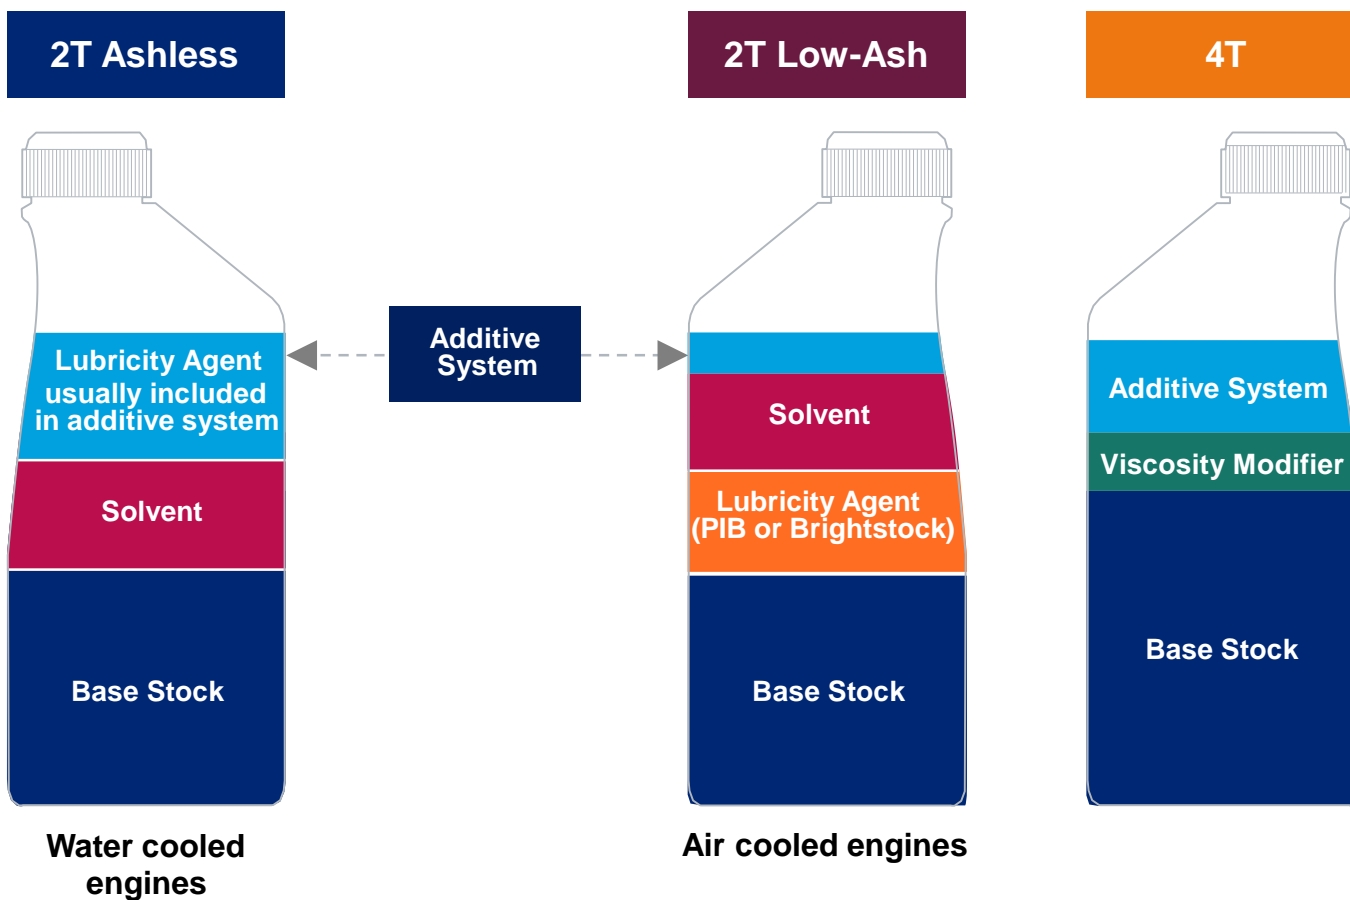 2T Ashless
2T Low-Ash
4T
Lubricity Agent
usually included
in additive system
Solvent
Base Stock
Water cooled
engines
Additive
System
Solvent
Lubricity Agent
(PIB or Brightstock)
Base Stock
Air cooled engines
Additive System
Viscosity Modifier
Base Stock